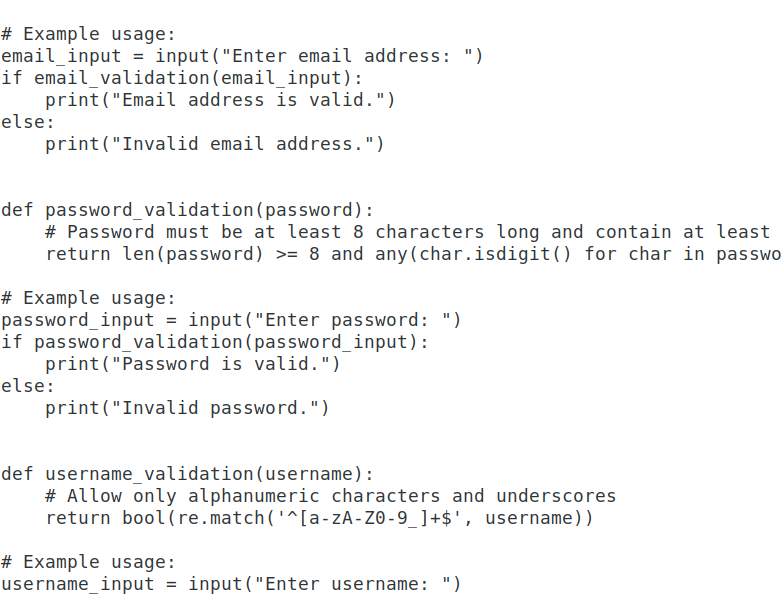 # Example usage:
email_input = input("Enter email address: ")
if email_validation(email_input):
    print("Email address is valid.")
else:
    print("Invalid email address.")
def password_validation(password):
    # Password must be at least 8 characters long and contain at least
    return len(password) >= 8 and any(char.isdigit() for char in passwo
# Example usage:
password_input = input("Enter password: ")
if password_validation(password_input):
    print("Password is valid.")
else:
    print("Invalid password.")
def username_validation(username):
    # Allow only alphanumeric characters and underscores
    return bool(re.match('^[a-zA-Z0-9_]+$', username))
# Example usage:
username_input = input("Enter username: ")